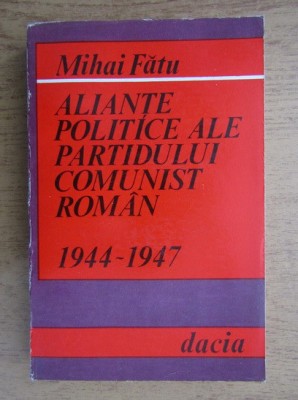 Mihai Fătu
ALIANȚE
POLITICE ALE
PARTIDULUI
COMUNIST
ROMÂN
1944-1947
dacia